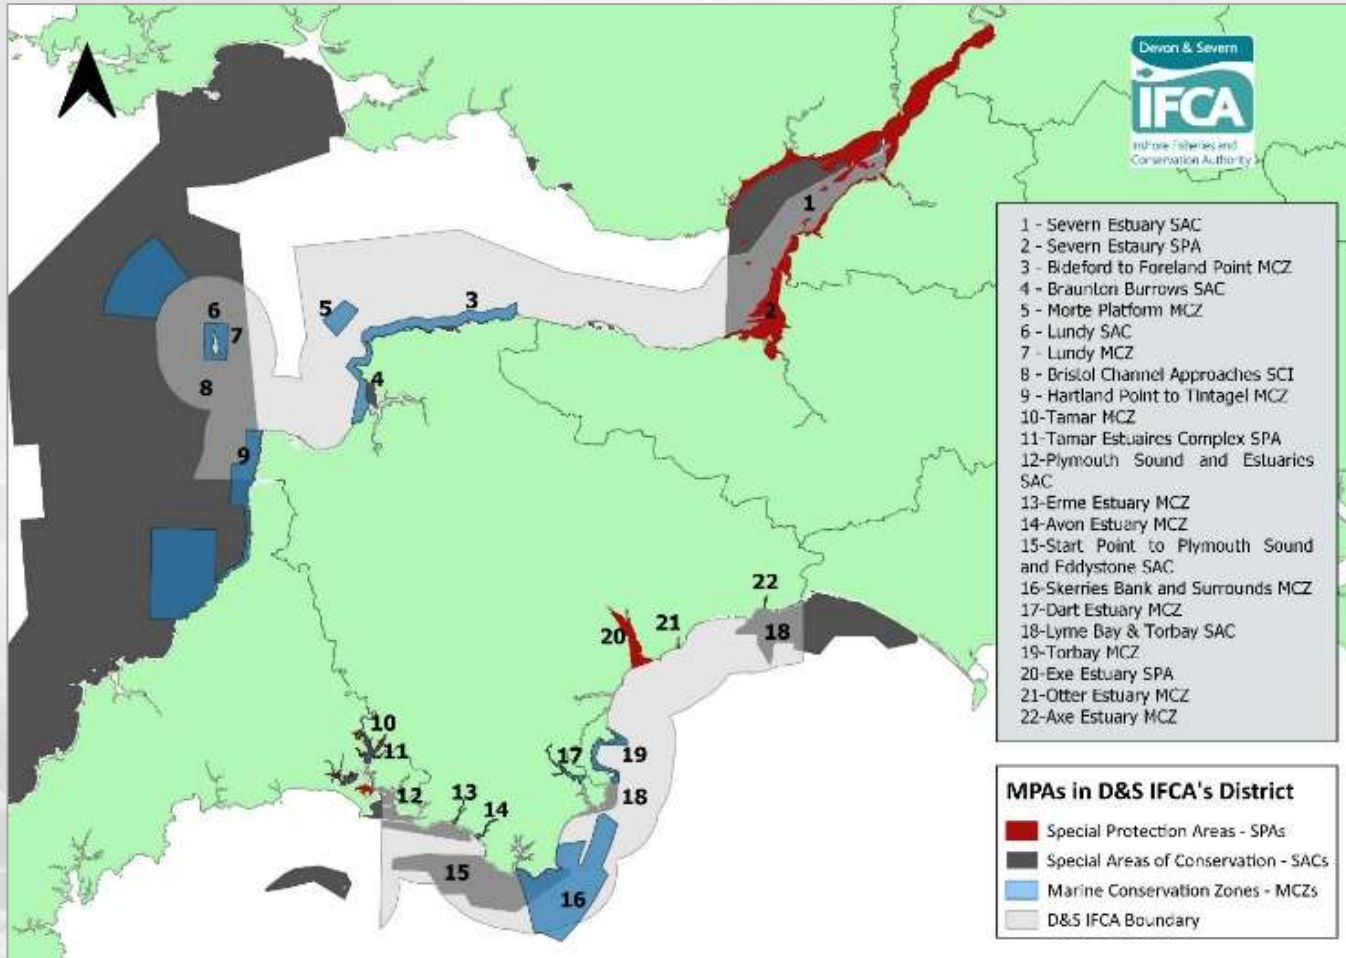 Devon & Severn
IFCA
Inshore Fisheries and
Conservation Authority
1
2
3
4
5
6
7
8
9
10
11
12
13
14
15
16
17
18
18
19
20
21
22
1 - Severn Estuary SAC
2 - Severn Estaury SPA
3 - Bideford to Foreland Point MCZ
4 - Braunton Burrows SAC
5 - Morte Platform MCZ
6 - Lundy SAC
7 - Lundy MCZ
8 - Bristol Channel Approaches SCI
9 - Hartland Point to Tintagel MCZ
10-Tamar MCZ
11-Tamar Estuaires Complex SPA
12-Plymouth Sound and Estuaries
SAC
13-Erme Estuary MCZ
14-Avon Estuary MCZ
15-Start Point to Plymouth Sound
and Eddystone SAC
16-Skerries Bank and Surrounds MCZ
17-Dart Estuary MCZ
18-Lyme Bay & Torbay SAC
19-Torbay MCZ
20-Exe Estuary SPA
21-Otter Estuary MCZ
22-Axe Estuary MCZ
MPAs in D&S IFCA's District
Special Protection Areas - SPAs
Special Areas of Conservation - SACs
Marine Conservation Zones - MCZs
D&S IFCA Boundary